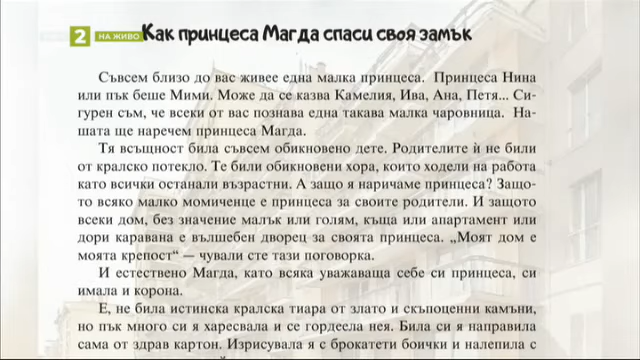 2 НА ЖИВО
Как принцеса Магда спаси своя замък
Съвсем близо до вас живее една малка принцеса. Принцеса Нина
или пък беше Мими. Може да се казва Камелия, Ива, Ана, Петя... Си-
гурен съм, че всеки от вас познава една такава малка чаровница. На-
шата ще наречем принцеса Магда.
Тя всъщност била съвсем обикновено дете. Родителите ѝ не били
от кралско потекло. Те били обикновени хора, които ходели на работа
като всички останали възрастни. А защо я наричаме принцеса? Защо-
то всяко малко момиченце е принцеса за своите родители. И защото
всеки дом, без значение малък или голям, къща или апартамент или
дори каравана е вълшебен дворец за своята принцеса. „Моят дом е
моята крепост“ — чували сте тази поговорка.
И естествено Магда, като всяка уважаваща себе си принцеса, си
имала и корона.
Е, не била истинска кралска тиара от злато и скъпоценни камъни,
но пък много си я харесвала и се гордеела нея. Била си я направила
сама от здрав картон. Изрисувала я с брокатени боички и налепила с